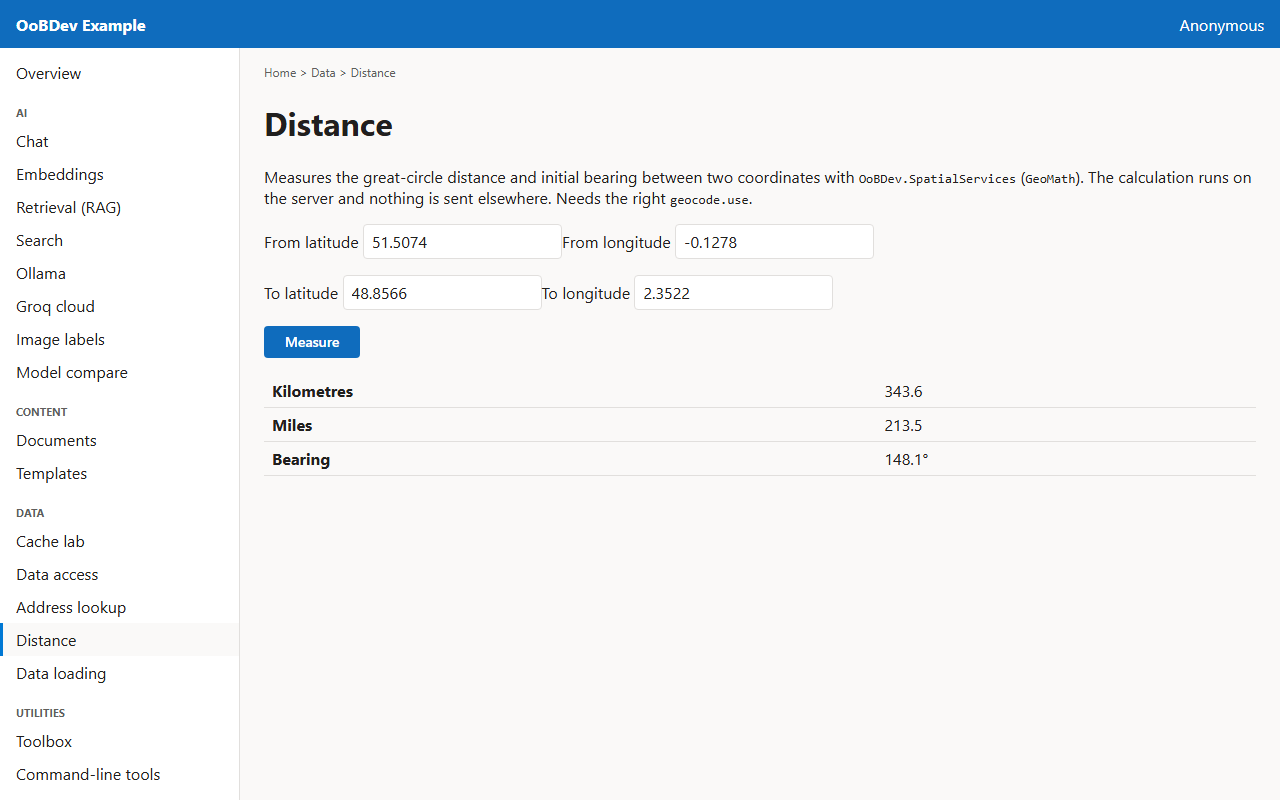 OoBDev Example
Anonymous
Overview
AI
Chat
Embeddings
Retrieval (RAG)
Search
Ollama
Groq cloud
Image labels
Model compare
CONTENT
Documents
Templates
DATA
Cache lab
Data access
Address lookup
Distance
Data loading
UTILITIES
Toolbox
Command-line tools
Home > Data > Distance
Distance
Measures the great-circle distance and initial bearing between two coordinates with OoBDev.SpatialServices (GeoMath). The calculation runs on
the server and nothing is sent elsewhere. Needs the right geocode.use.
From latitude 51.5074 From longitude -0.1278
To latitude 48.8566 To longitude 2.3522
Measure
Kilometres 343.6
Miles 213.5
Bearing 148.1°